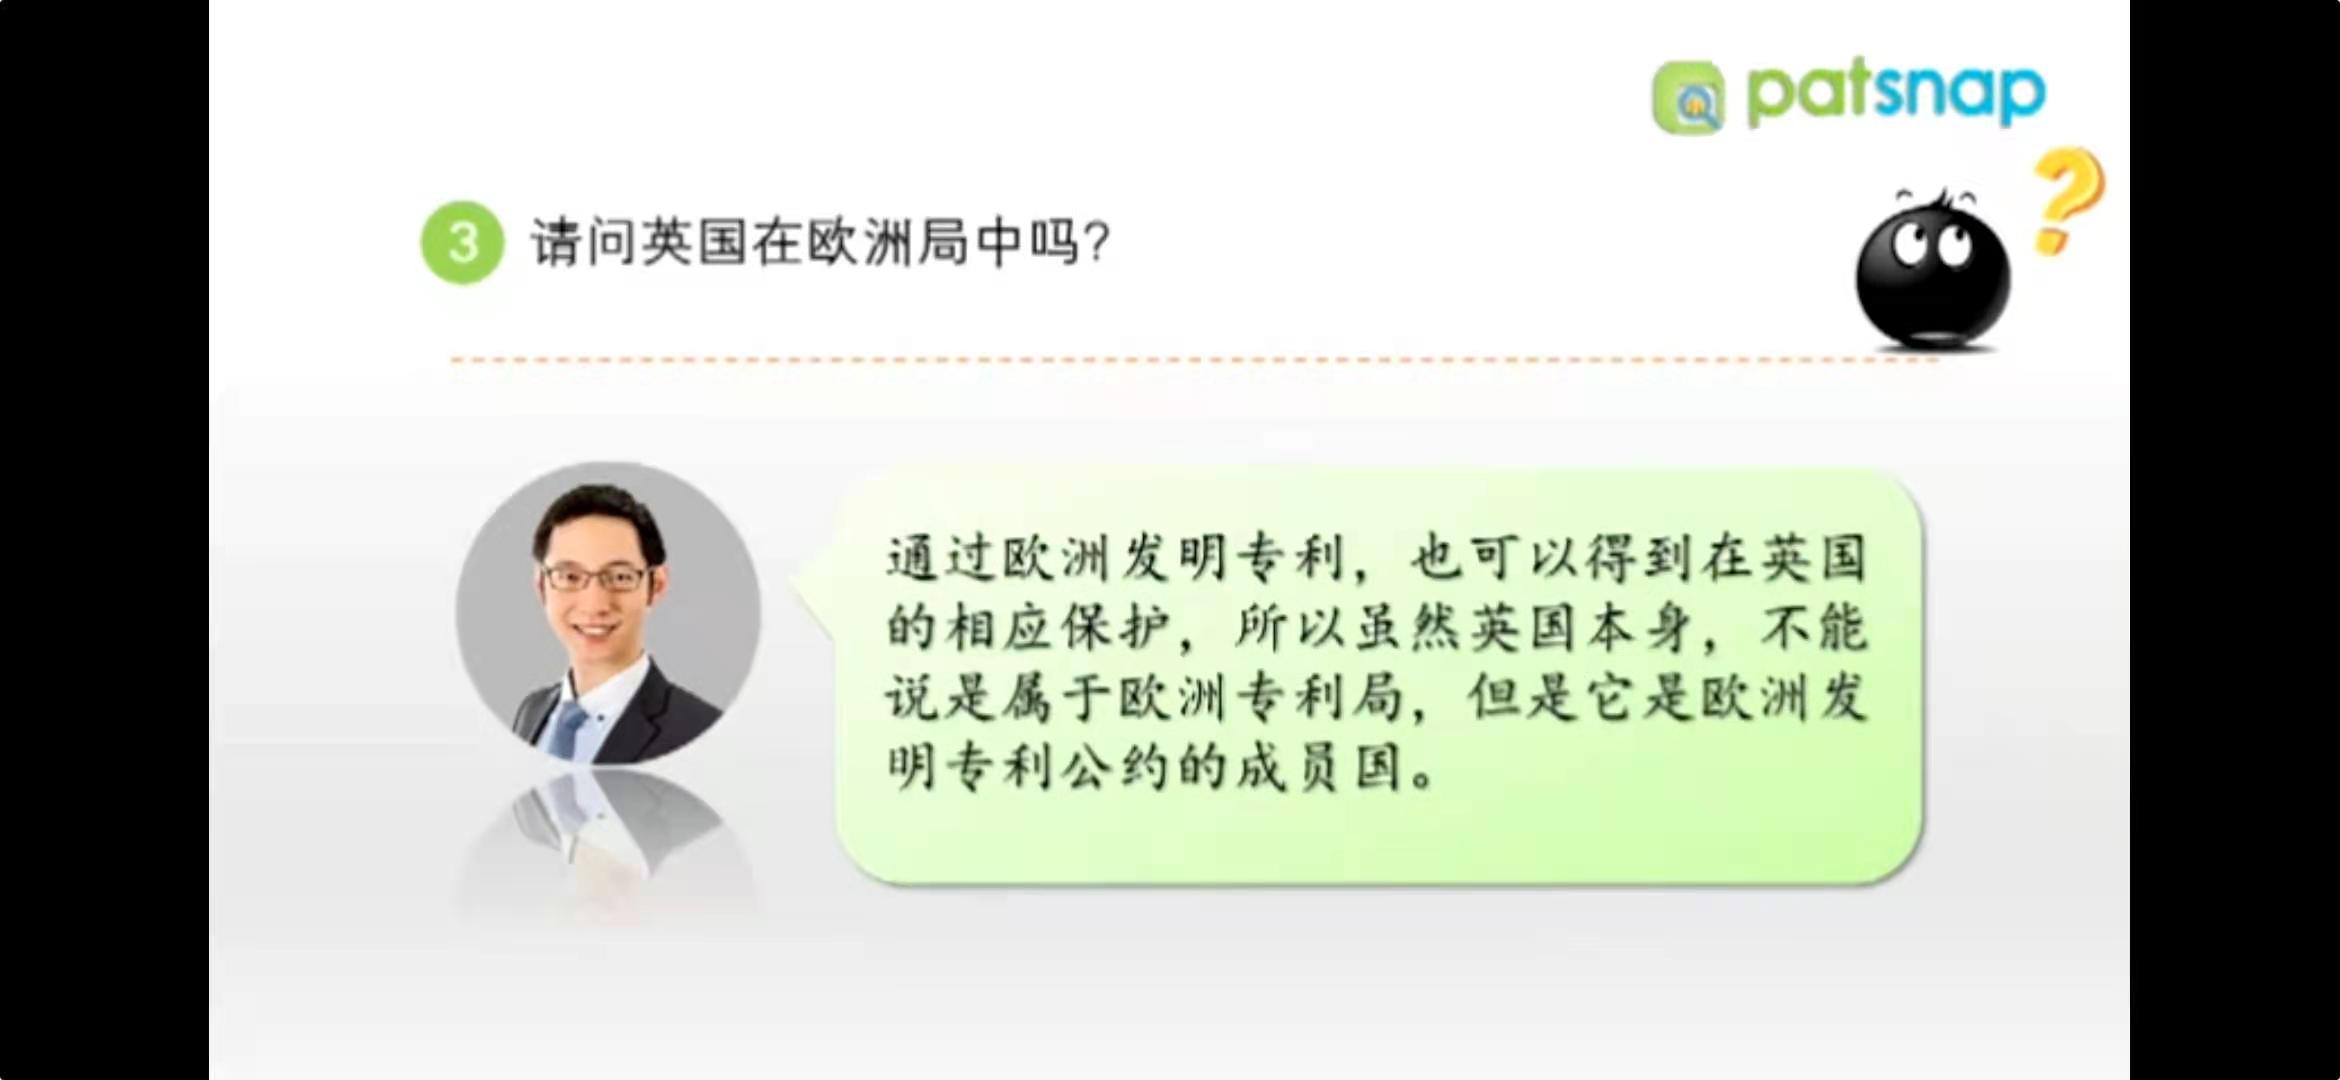 patsnap
3 请问英国在欧洲局中吗？
通过欧洲发明专利，也可以得到在英国
的相应保护，所以虽然英国本身，不能
说是属于欧洲专利局，但是它是欧洲发
明专利公约的成员国。